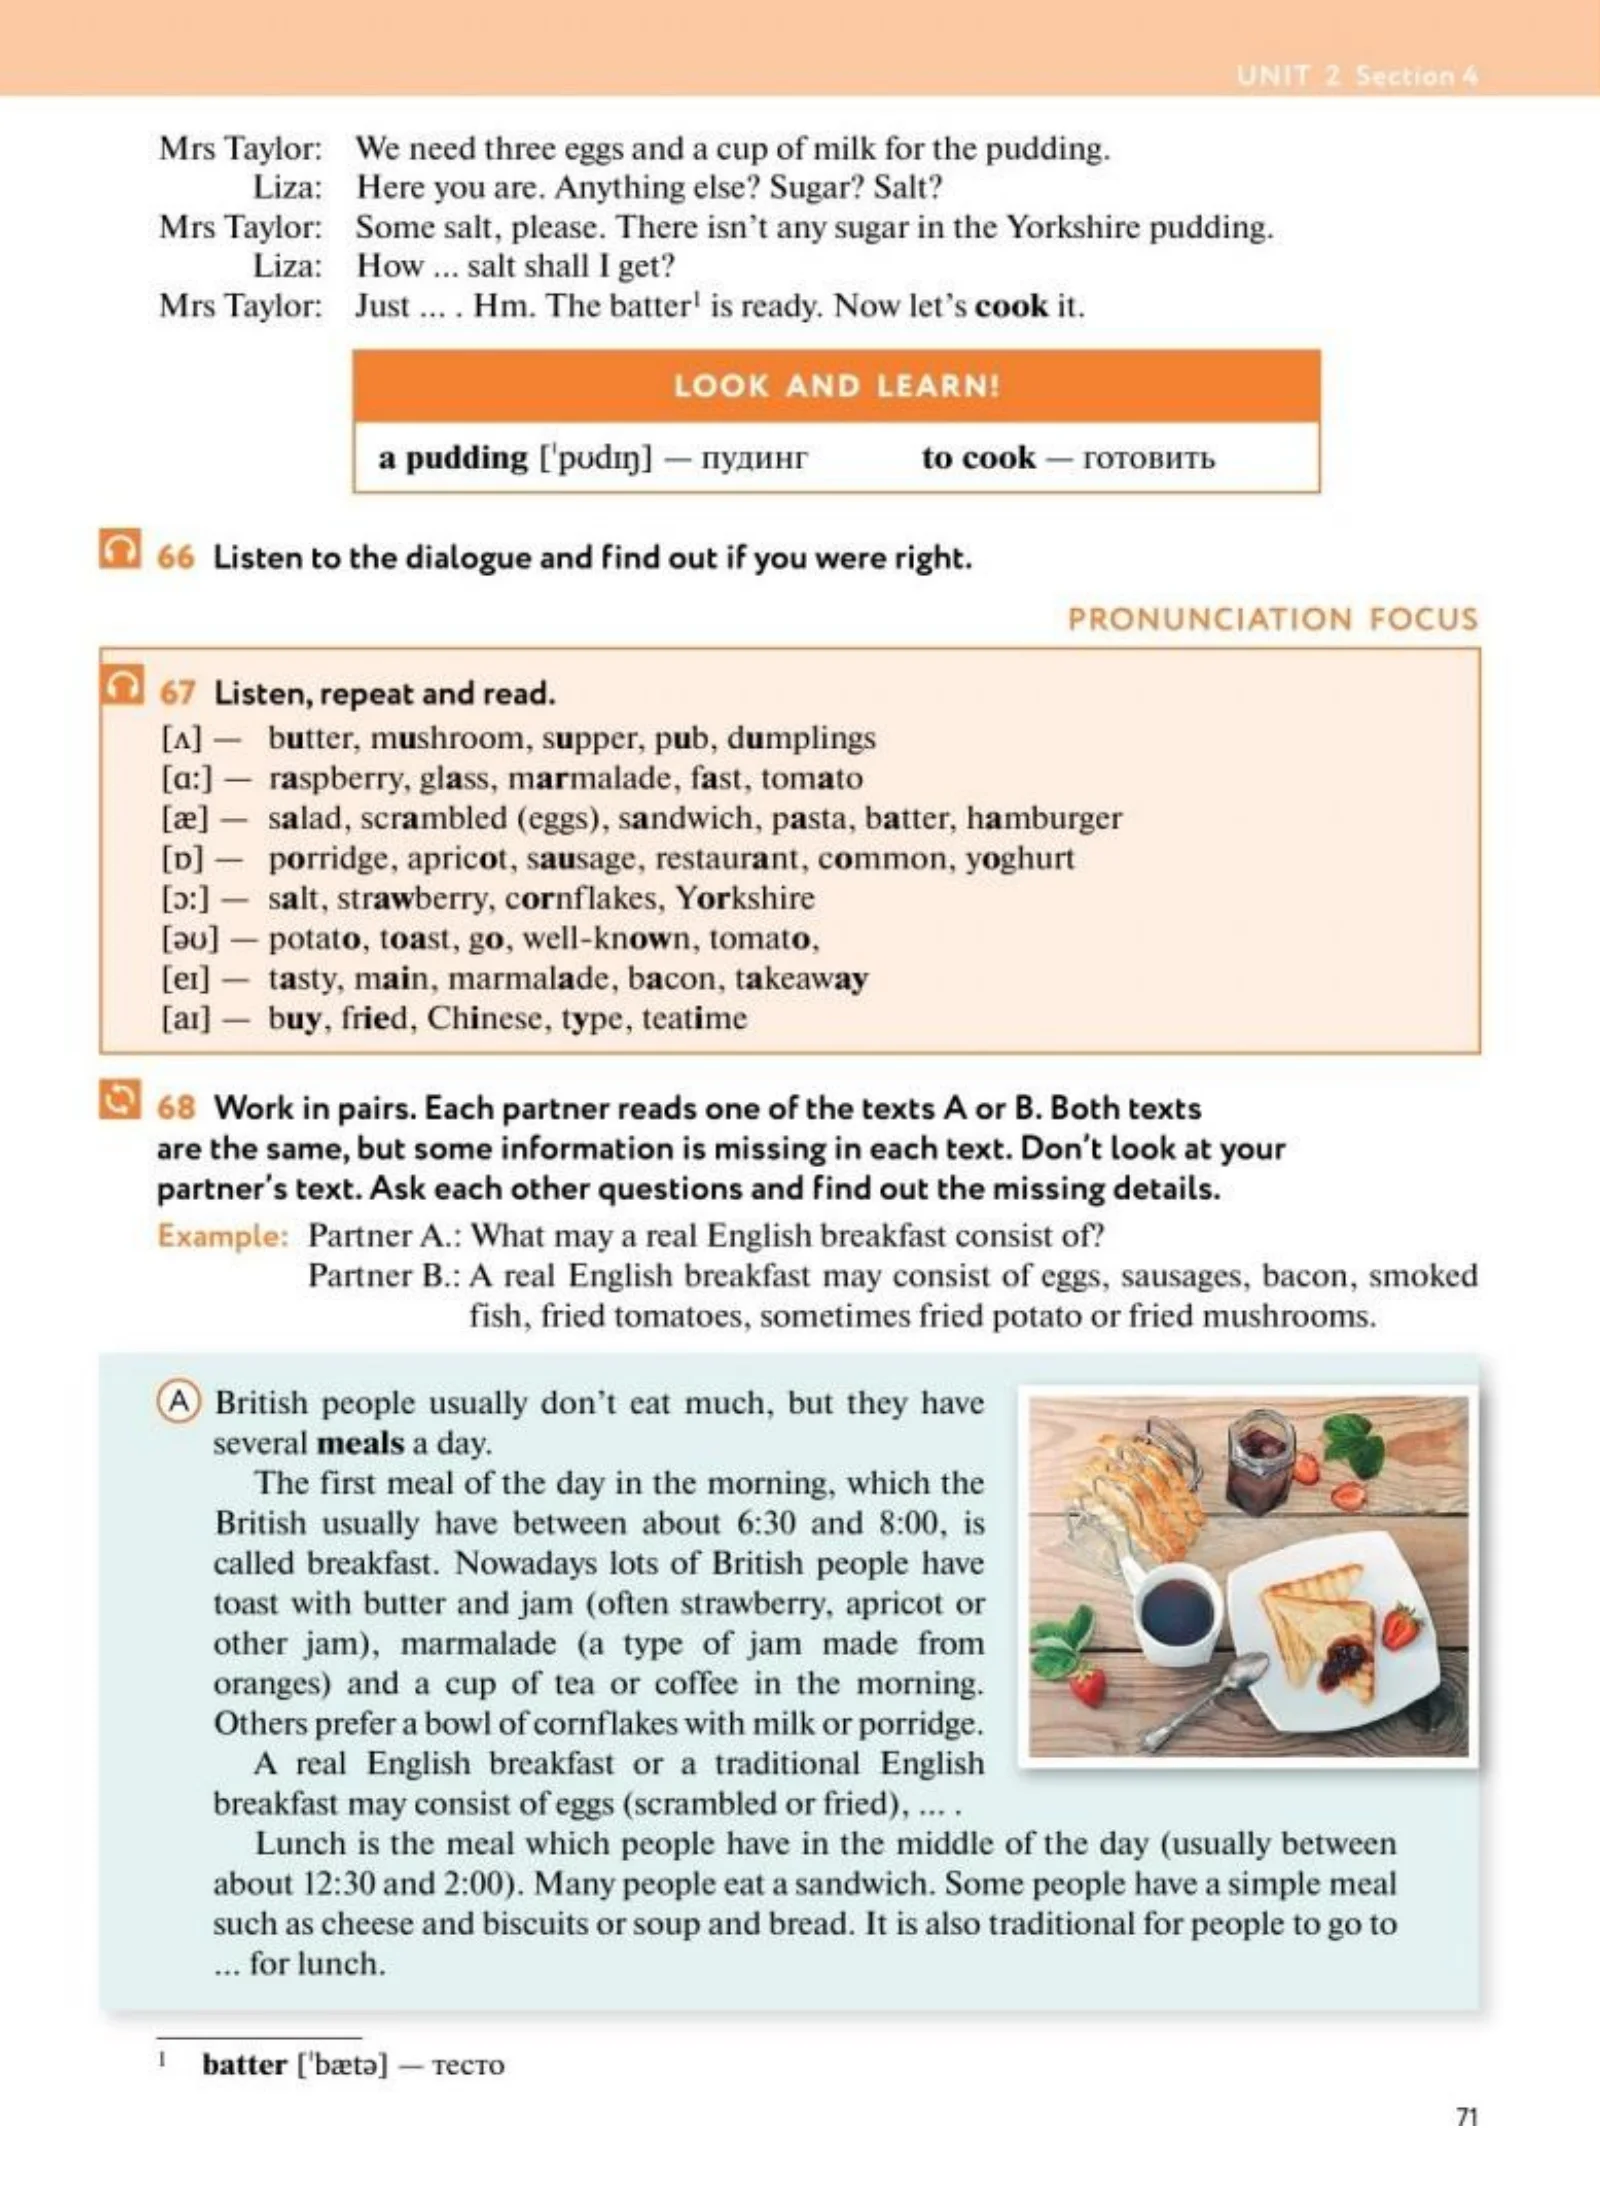 UNIT 2 Section 4
Mrs Taylor: We need three eggs and a cup of milk for the pudding.
Liza: Here you are. Anything else? Sugar? Salt?
Mrs Taylor: Some salt, please. There isn't any sugar in the Yorkshire pudding.
Liza: How ... salt shall I get?
Mrs Taylor: Just ... . Hm. The batter¹ is ready. Now let's cook it.
LOOK AND LEARN!
a pudding [ˈpʊdɪŋ] — пудинг to cook — готовить
66 Listen to the dialogue and find out if you were right.
PRONUNCIATION FOCUS
67 Listen, repeat and read.
[ʌ] — butter, mushroom, supper, pub, dumplings
[ɑ:] — raspberry, glass, marmalade, fast, tomato
[æ] — salad, scrambled (eggs), sandwich, pasta, batter, hamburger
[ɒ] — porridge, apricot, sausage, restaurant, common, yoghurt
[ɔ:] — salt, strawberry, cornflakes, Yorkshire
[əʊ] — potato, toast, go, well-known, tomato,
[eɪ] — tasty, main, marmalade, bacon, takeaway
[aɪ] — buy, fried, Chinese, type, teatime
68 Work in pairs. Each partner reads one of the texts A or B. Both texts
are the same, but some information is missing in each text. Don't look at your
partner's text. Ask each other questions and find out the missing details.
Example: Partner A.: What may a real English breakfast consist of?
Partner B.: A real English breakfast may consist of eggs, sausages, bacon, smoked
fish, fried tomatoes, sometimes fried potato or fried mushrooms.
A British people usually don't eat much, but they have
several meals a day.
The first meal of the day in the morning, which the
British usually have between about 6:30 and 8:00, is
called breakfast. Nowadays lots of British people have
toast with butter and jam (often strawberry, apricot or
other jam), marmalade (a type of jam made from
oranges) and a cup of tea or coffee in the morning.
Others prefer a bowl of cornflakes with milk or porridge.
A real English breakfast or a traditional English
breakfast may consist of eggs (scrambled or fried), ... .
Lunch is the meal which people have in the middle of the day (usually between
about 12:30 and 2:00). Many people eat a sandwich. Some people have a simple meal
such as cheese and biscuits or soup and bread. It is also traditional for people to go to
... for lunch.
1 batter [ˈbætə] — тесто
71